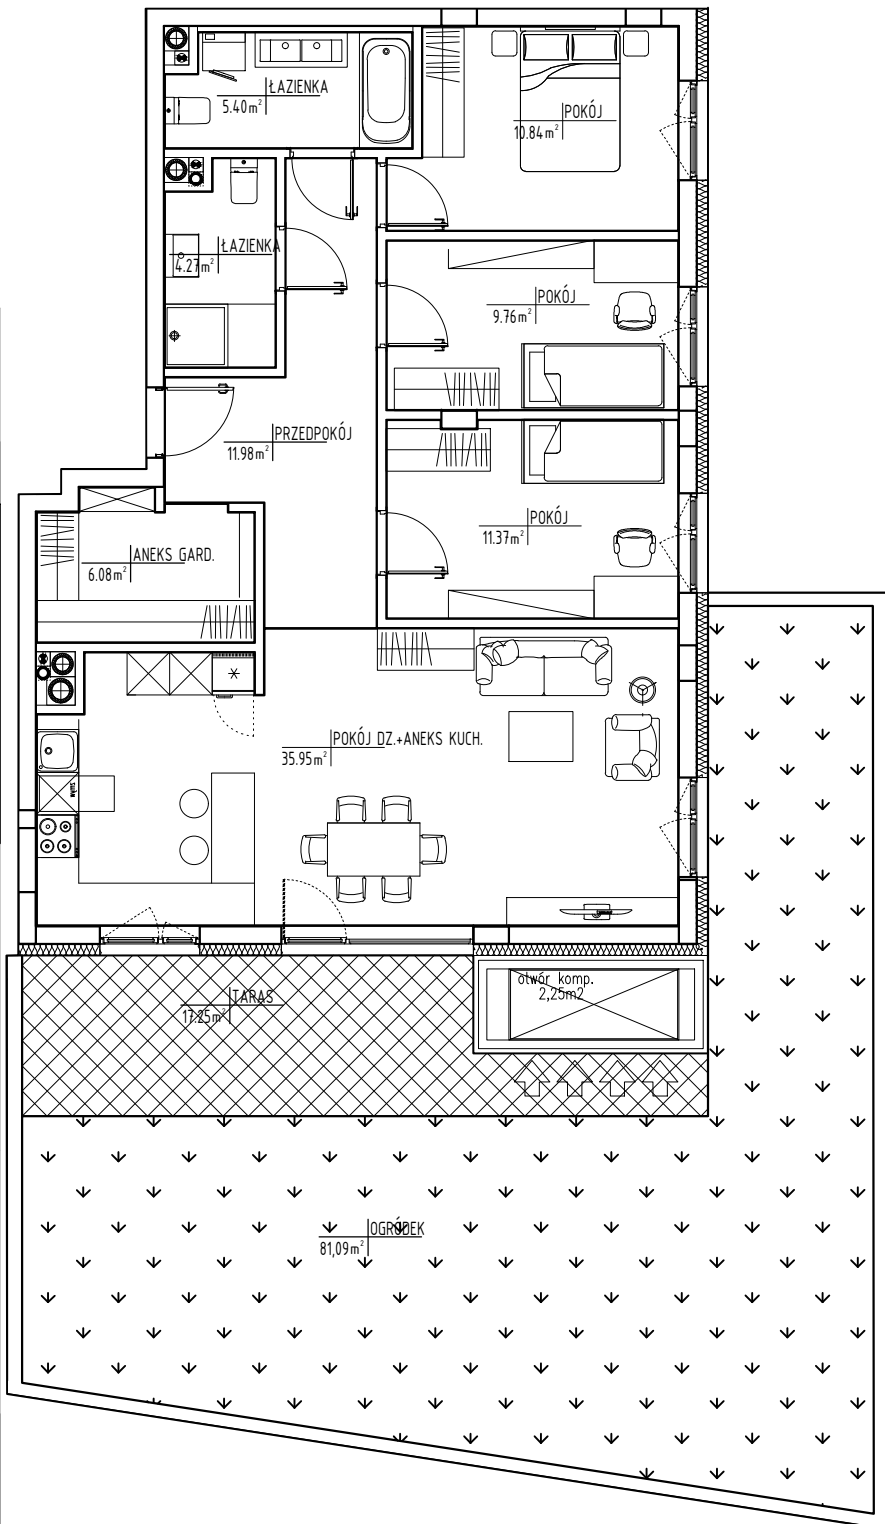 ŁAZIENKA
5.40m²
POKÓJ
10.84m²
ŁAZIENKA
4.27m²
POKÓJ
9.76m²
PRZEDPOKÓJ
11.98m²
POKÓJ
11.37m²
ANEKS GARD.
6.08m²
POKÓJ DZ.+ANEKS KUCH.
35.95m²
otwór komp.
2,25m2
TARAS
17.25m²
OGRÓDEK
81,09m²